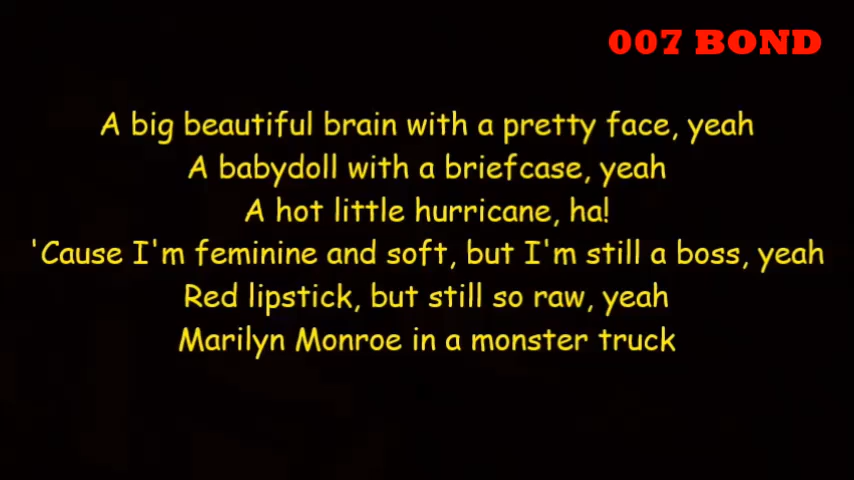 007 BOND
A big beautiful brain with a pretty face, yeah
A babydoll with a briefcase, yeah
A hot little hurricane, ha!
'Cause I'm feminine and soft, but I'm still a boss, yeah
Red lipstick, but still so raw, yeah
Marilyn Monroe in a monster truck